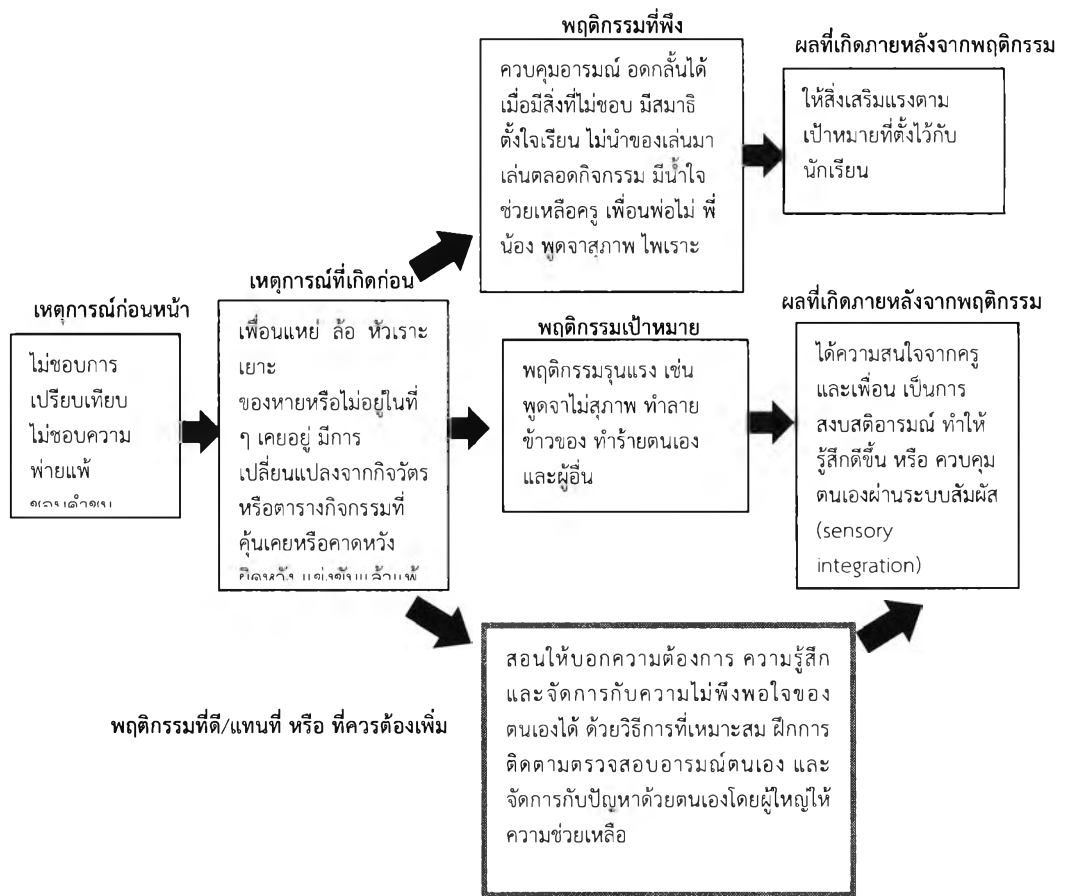 พฤติกรรมที่พึง
ควบคุมอารมณ์ อดกลั้นได้
เมื่อมีสิ่งที่ไม่ชอบ มีสมาธิ
ตั้งใจเรียน ไม่นำของเล่นมา
เล่นตลอดกิจกรรม มีน้ำใจ
ช่วยเหลือครู เพื่อนพ่อไม่ พี่
น้อง พูดจาสุภาพ ไพเราะ
ผลที่เกิดภายหลังจากพฤติกรรม
ให้สิ่งเสริมแรงตาม
เป้าหมายที่ตั้งไว้กับ
นักเรียน
เหตุการณ์ก่อนหน้า
ไม่ชอบการ
เปรียบเทียบ
ไม่ชอบความ
พ่ายแพ้
เหตุการณ์ที่เกิดก่อน
เพื่อนแหย่ ล้อ หัวเราะ
เยาะ
ของหายหรือไม่อยู่ในที่
ๆ เคยอยู่ มีการ
เปลี่ยนแปลงจากกิจวัตร
หรือตารางกิจกรรมที่
คุ้นเคยหรือคาดหวัง
ผิดหวัง แข่งขันแล้วแพ้
พฤติกรรมเป้าหมาย
พฤติกรรมรุนแรง เช่น
พูดจาไม่สุภาพ ทำลาย
ข้าวของ ทำร้ายตนเอง
และผู้อื่น
ผลที่เกิดภายหลังจากพฤติกรรม
ได้ความสนใจจากครู
และเพื่อน เป็นการ
สงบสติอารมณ์ ทำให้
รู้สึกดีขึ้น หรือ ควบคุม
ตนเองผ่านระบบสัมผัส
(sensory
integration)
พฤติกรรมที่ดี/แทนที่ หรือ ที่ควรต้องเพิ่ม
สอนให้บอกความต้องการ ความรู้สึก
และจัดการกับความไม่พึงพอใจของ
ตนเองได้ ด้วยวิธีการที่เหมาะสม ฝึกการ
ติดตามตรวจสอบอารมณ์ตนเอง และ
จัดการกับปัญหาด้วยตนเองโดยผู้ใหญ่ให้
ความช่วยเหลือ